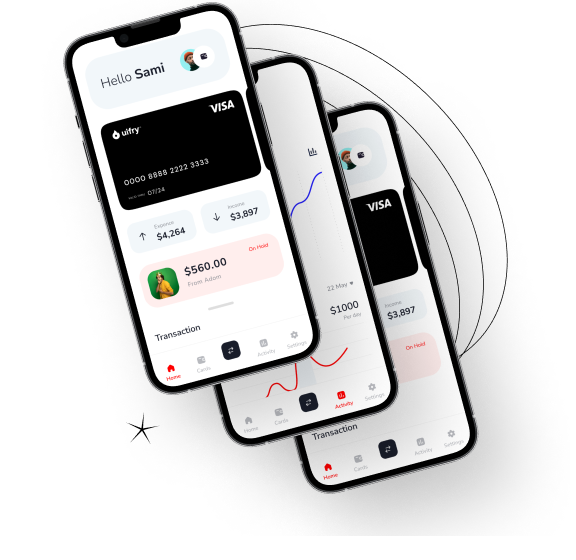 Hello Sami
uifry
VISA
0000 8888 2222 3333
07/24
Expence
$4,264
Income
$3,897
$560.00
From Adom
On Hold
Transaction
Home
Cards
Activity
Settings
22 May
$1000
Per day
Home
Cards
Activity
Settings
VISA
Income
$3,897
On Hold
Transaction
Home
Cards
Activity
Settings